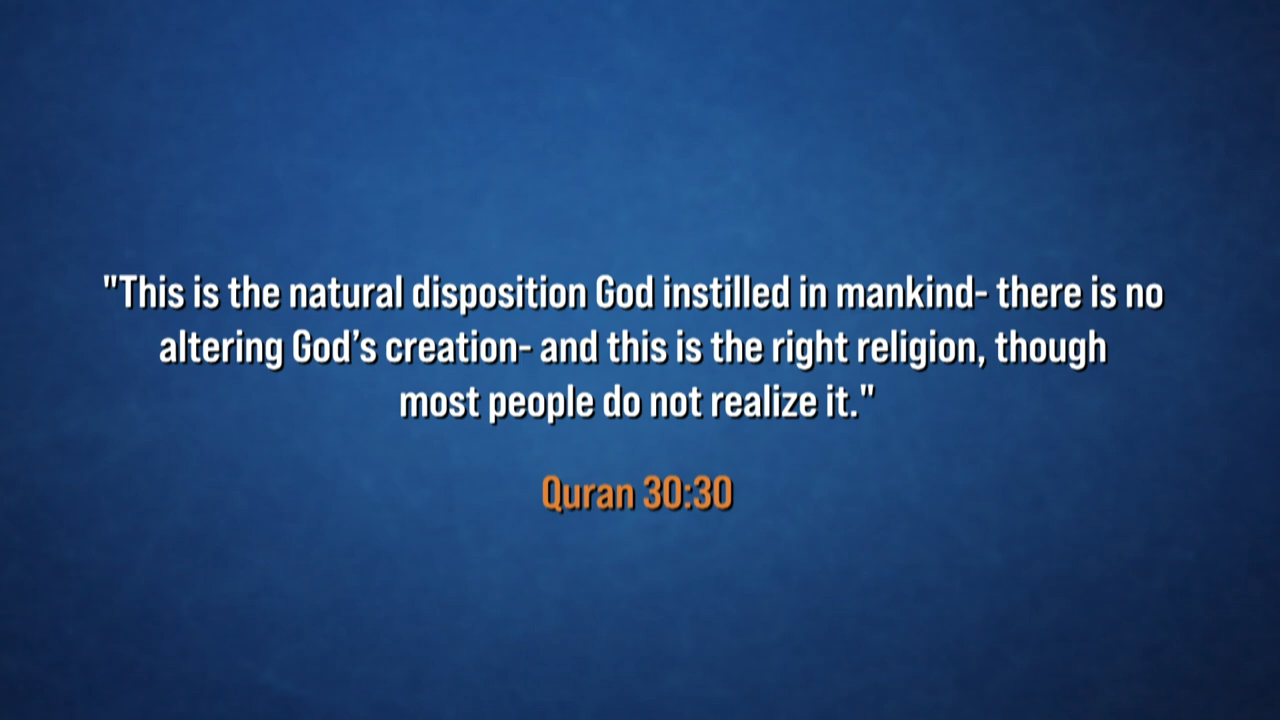 "This is the natural disposition God instilled in mankind- there is no
altering God’s creation- and this is the right religion, though
most people do not realize it."
Quran 30:30